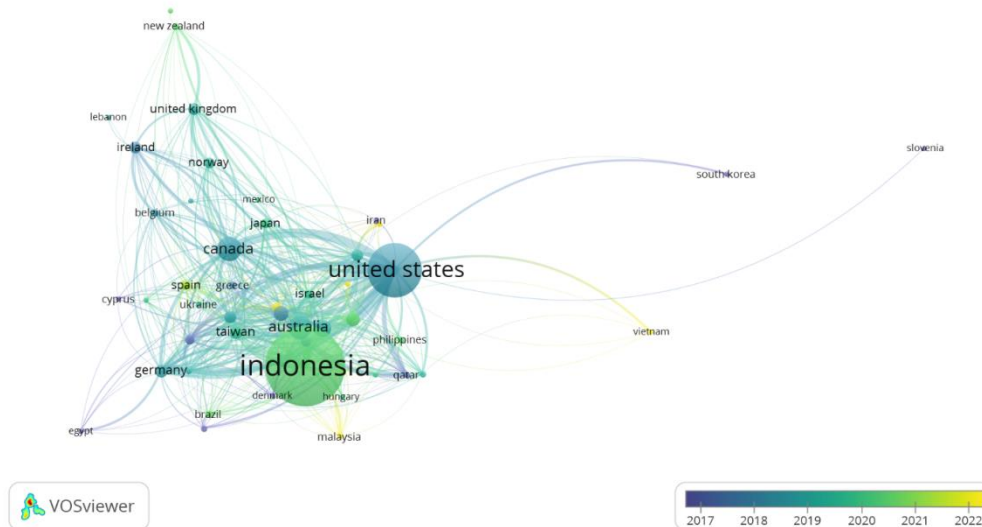 new zealand
united kingdom
lebanon
ireland
slovenia
norway
south korea
mexico
belgium
iran
japan
canada
united states
spain
greece
israel
cyprus
ukraine
australia
taiwan
vietnam
philippines
indonesia
germany
qatar
denmark
hungary
brazil
egypt
malaysia
VOSviewer
2017 2018 2019 2020 2021 2022